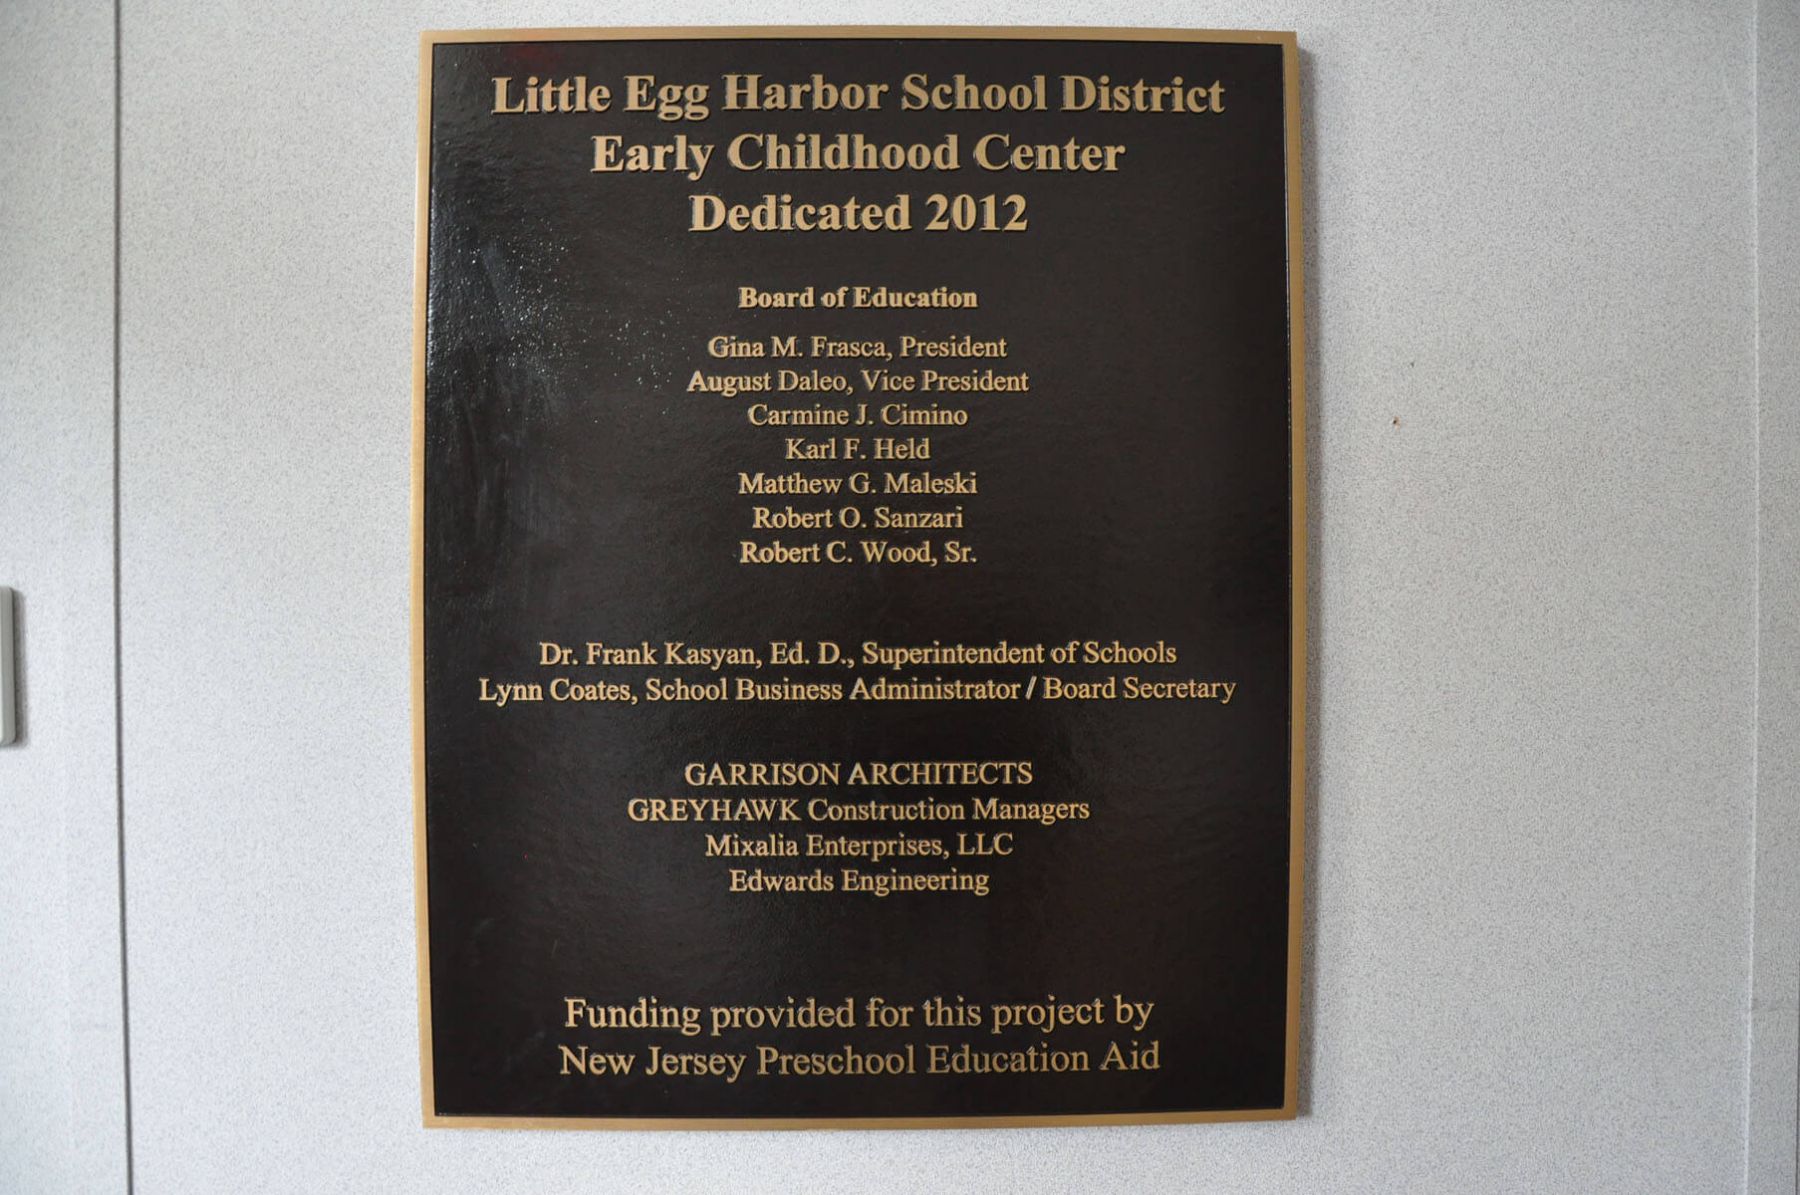 Little Egg Harbor School District
Early Childhood Center
Dedicated 2012
Board of Education
Gina M. Frasca, President
August Daleo, Vice President
Carmine J. Cimino
Karl F. Held
Matthew G. Maleski
Robert O. Sanzari
Robert C. Wood, Sr.
Dr. Frank Kasyan, Ed. D., Superintendent of Schools
Lynn Coates, School Business Administrator / Board Secretary
GARRISON ARCHITECTS
GREYHAWK Construction Managers
Mixalia Enterprises, LLC
Edwards Engineering
Funding provided for this project by
New Jersey Preschool Education Aid